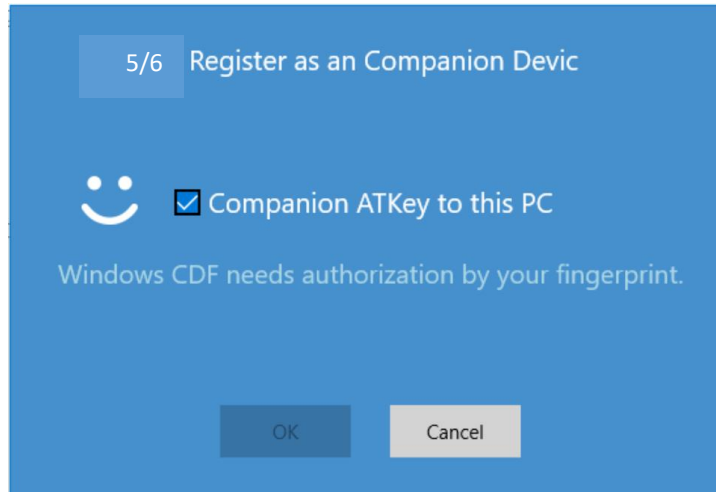 5/6 Register as an Companion Devic
Companion ATKey to this PC
Windows CDF needs authorization by your fingerprint.
OK Cancel